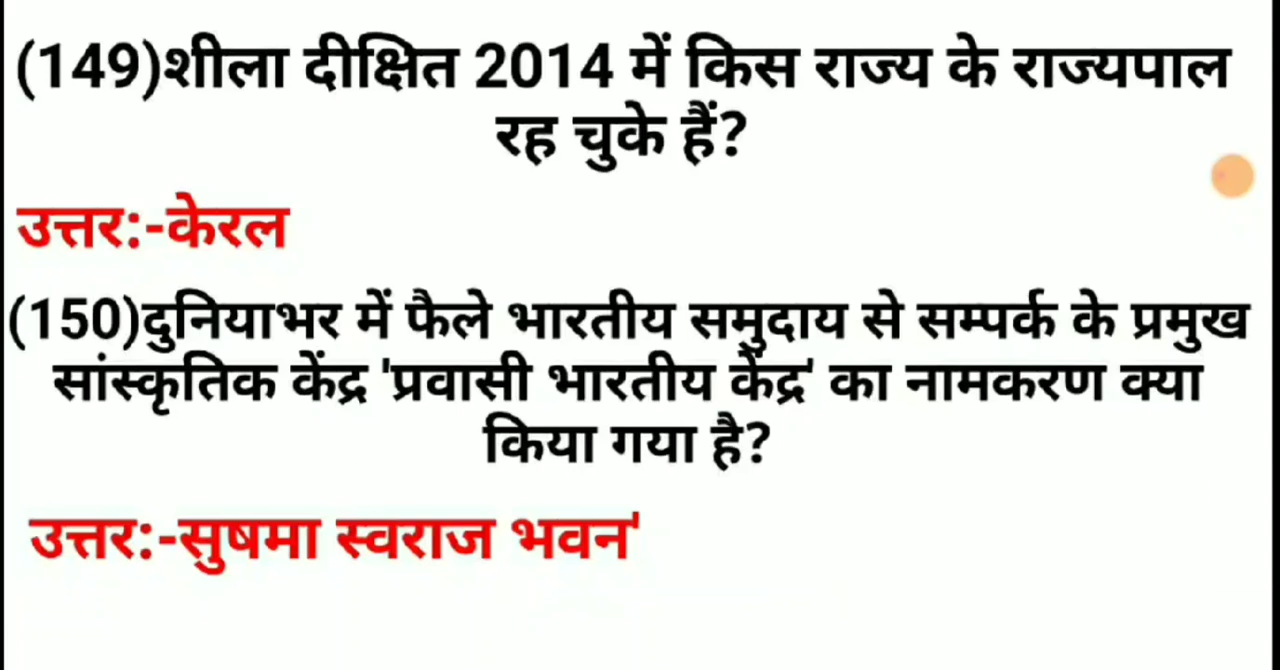 (149)शीला दीक्षित 2014 में किस राज्य के राज्यपाल
रह चुके हैं?
उत्तर:-केरल
(150)दुनियाभर में फैले भारतीय समुदाय से सम्पर्क के प्रमुख
सांस्कृतिक केंद्र 'प्रवासी भारतीय केंद्र' का नामकरण क्या
किया गया है?
उत्तर:-सुषमा स्वराज भवन'